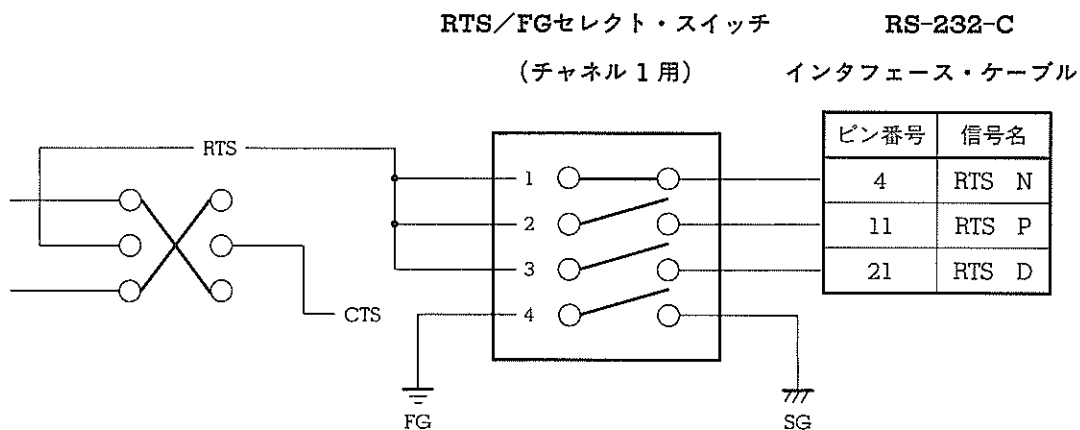 RTS／FGセレクト・スイッチ
(チャネル1用)
RS-232-C
インタフェース・ケーブル
ピン番号 信号名
4 RTS N
11 RTS P
21 RTS D
RTS
1
2
3
4
CTS
FG
SG